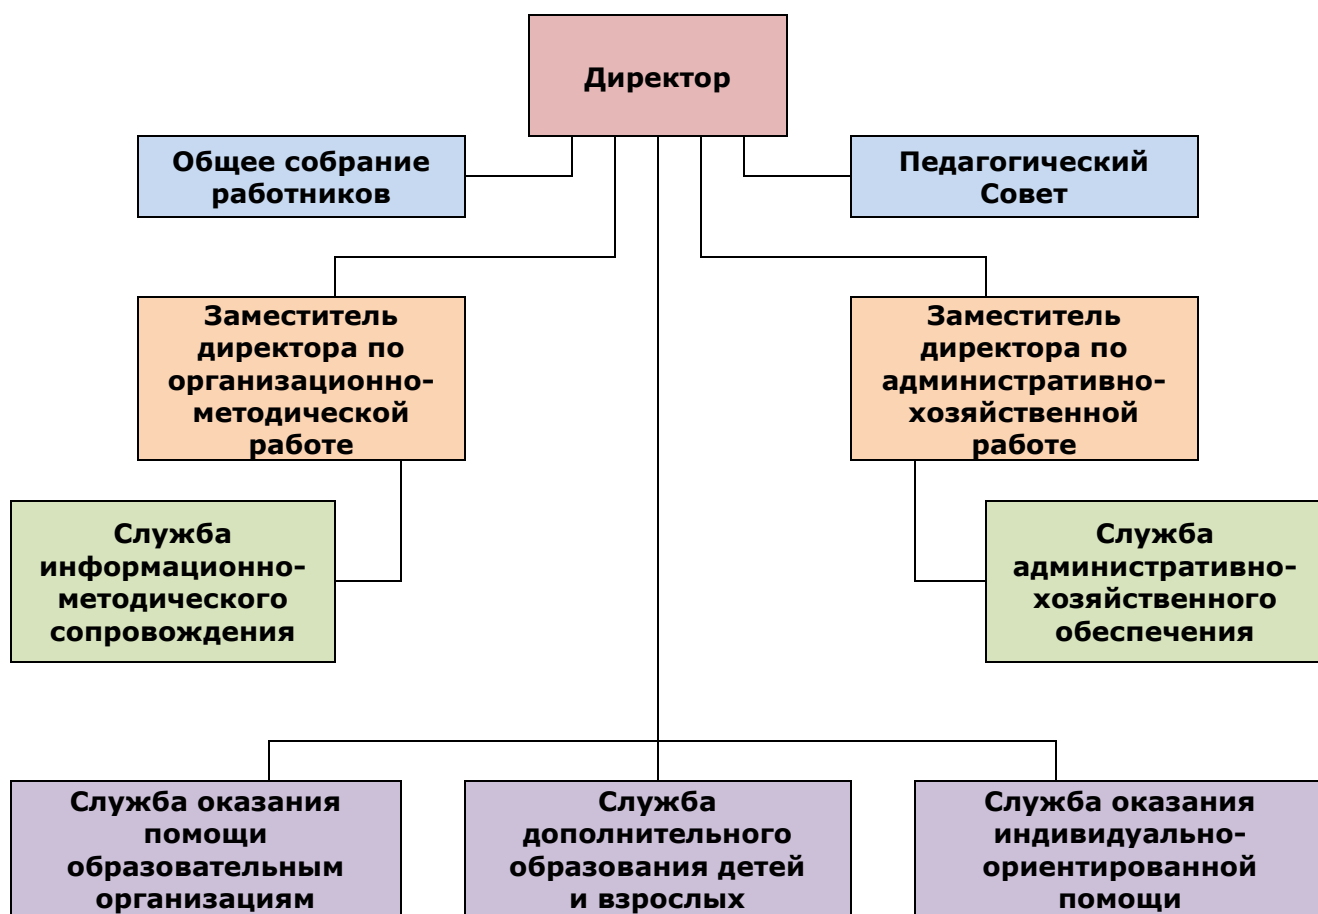 Директор
Общее собрание
работников
Педагогический
Совет
Заместитель
директора по
организационно-
методической
работе
Заместитель
директора по
административно-
хозяйственной
работе
Служба
информационно-
методического
сопровождения
Служба
административно-
хозяйственного
обеспечения
Служба оказания
помощи
образовательным
организациям
Служба
дополнительного
образования детей
и взрослых
Служба оказания
индивидуально-
ориентированной
помощи